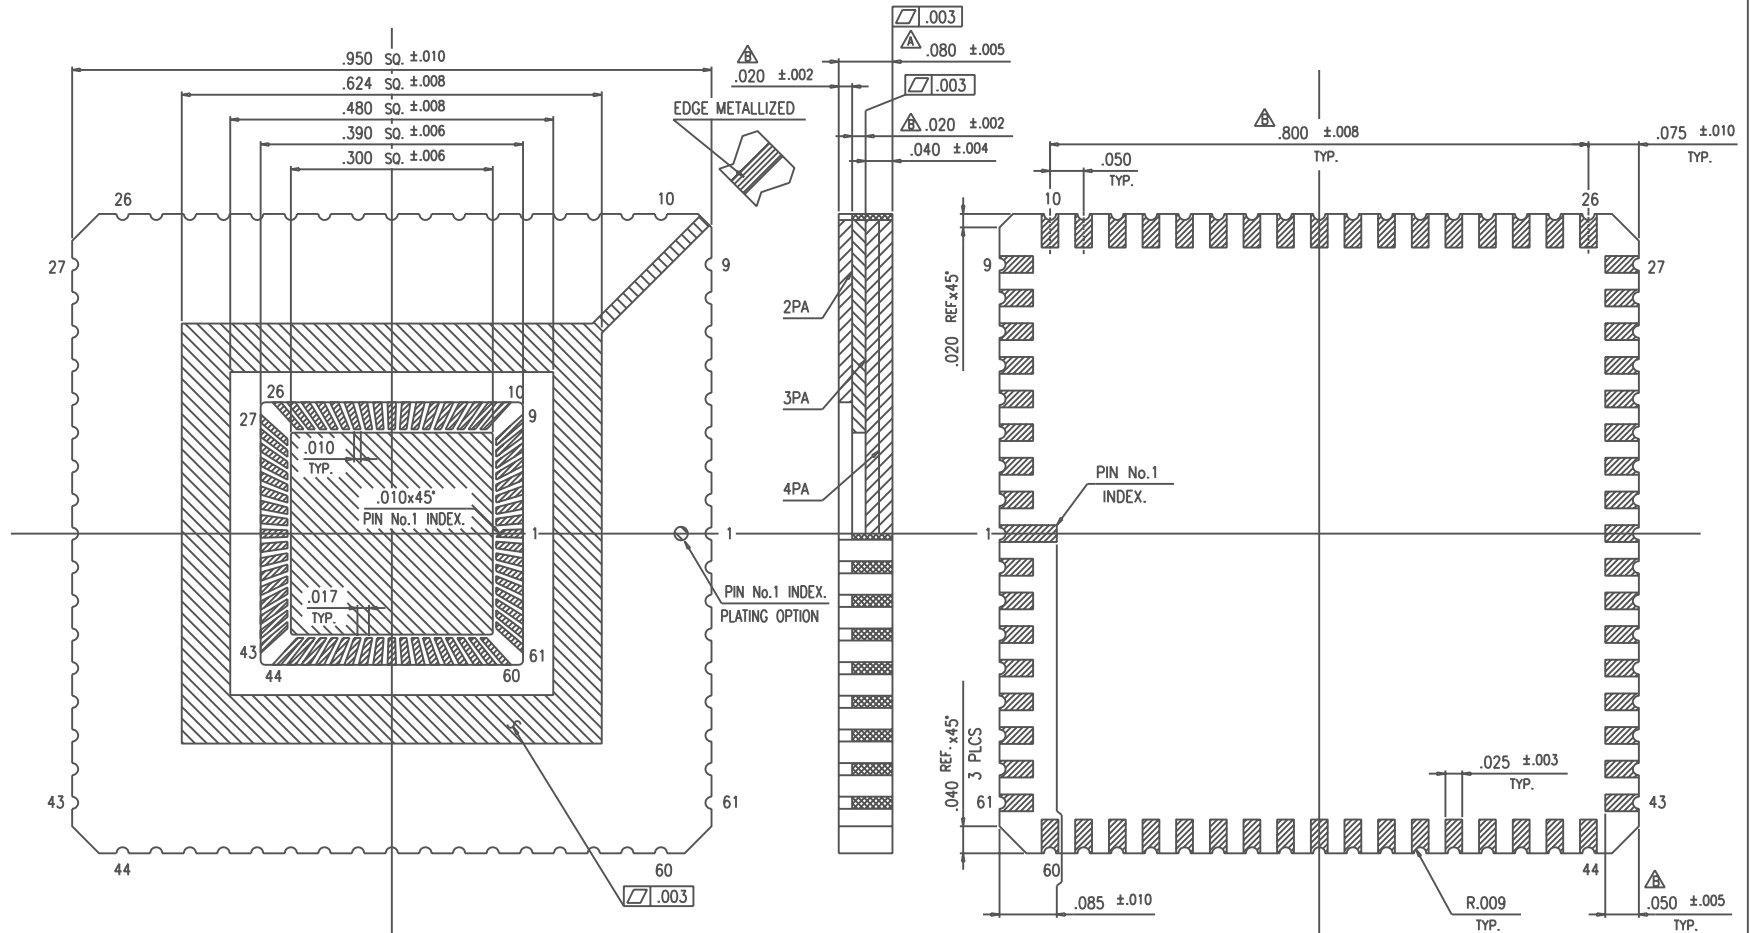 .950 SQ. ±.010
.624 SQ. ±.008
.480 SQ. ±.008
.390 SQ. ±.006
.300 SQ. ±.006
EDGE METALLIZED
26
10
27
9
26
10
27
9
.010
TYP.
.010x45°
PIN No.1 INDEX.
1
1
.017
TYP.
PIN No.1 INDEX.
PLATING OPTION
43
61
44
60
43
61
44
60
.003
.003
A
.080 ±.005
B
.020 ±.002
.003
B .020 ±.002
.040 ±.004
2PA
3PA
4PA
B
.800 ±.008
TYP.
.075 ±.010
TYP.
.050
TYP.
10
26
9
27
.020 REF.x45°
PIN No.1
INDEX.
1
.040 REF.x45°
3 PLCS
.025 ±.003
TYP.
61
43
60
44
.085 ±.010
R.009
TYP.
B
.050 ±.005
TYP.